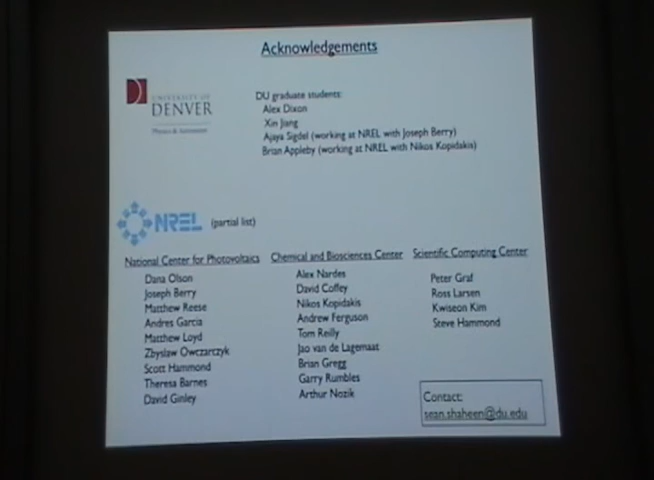 Acknowledgements
UNIVERSITY OF
DENVER
DU graduate students:
Alex Dixon
Xin Jiang
Ajaya Sigdel (working at NREL with Joseph Berry)
Brian Appleby (working at NREL with Nikos Kopidakis)
NREL (partial list)
National Center for Photovoltaics
Dana Olson
Joseph Berry
Matthew Reese
Andres Garcia
Matthew Loyd
Zbyslaw Owczarczyk
Scott Hammond
Theresa Barnes
David Ginley
Chemical and Biosciences Center
Alex Nardes
David Coffey
Nikos Kopidakis
Andrew Ferguson
Tom Reilly
Jao van de Lagemaat
Brian Gregg
Garry Rumbles
Arthur Nozik
Scientific Computing Center
Peter Graf
Ross Larsen
Kwiseon Kim
Steve Hammond
Contact:
sean.shaheen@du.edu